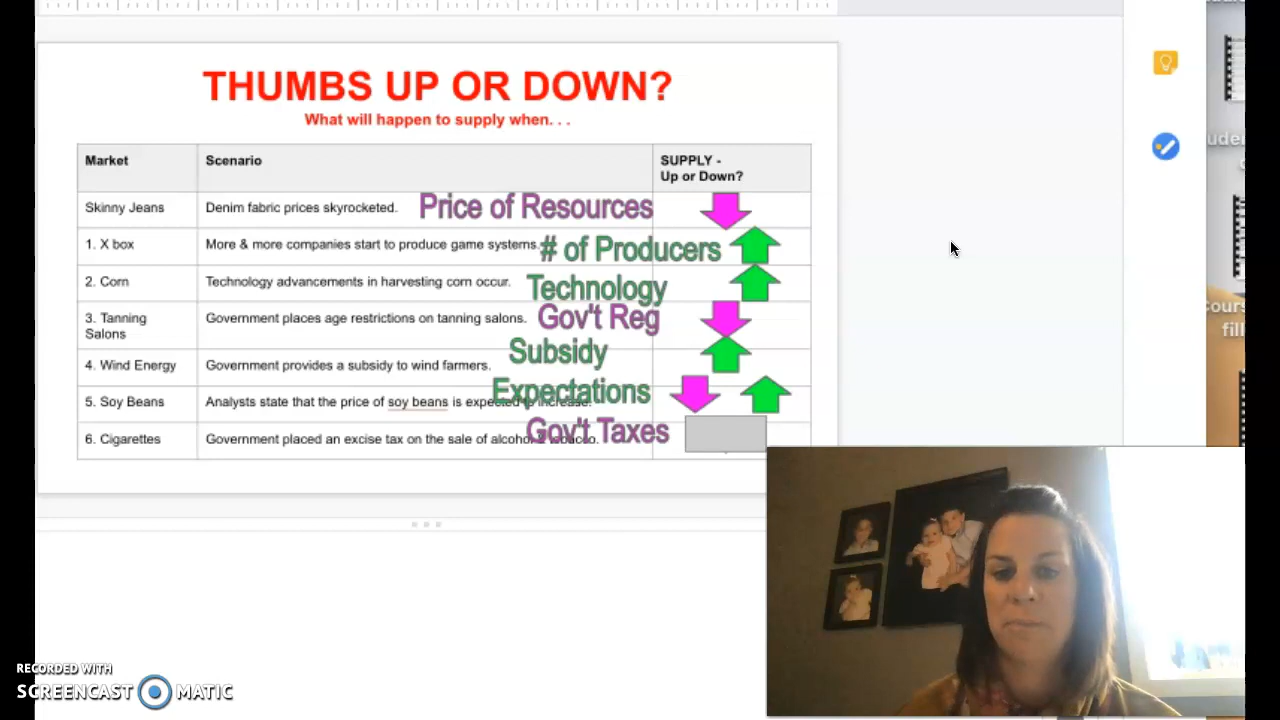 THUMBS UP OR DOWN?
What will happen to supply when. . .
Market Scenario SUPPLY -
Up or Down?
Skinny Jeans Denim fabric prices skyrocketed. Price of Resources
1. X box More & more companies start to produce game systems. # of Producers
2. Corn Technology advancements in harvesting corn occur. Technology
3. Tanning Government places age restrictions on tanning salons. Gov't Reg
Salons
Subsidy
4. Wind Energy Government provides a subsidy to wind farmers.
Expectations
5. Soy Beans Analysts state that the price of soy beans is expected to increase.
Gov't Taxes
6. Cigarettes Government placed an excise tax on the sale of alcohol & tobacco.
RECORDED WITH
SCREENCAST MATIC